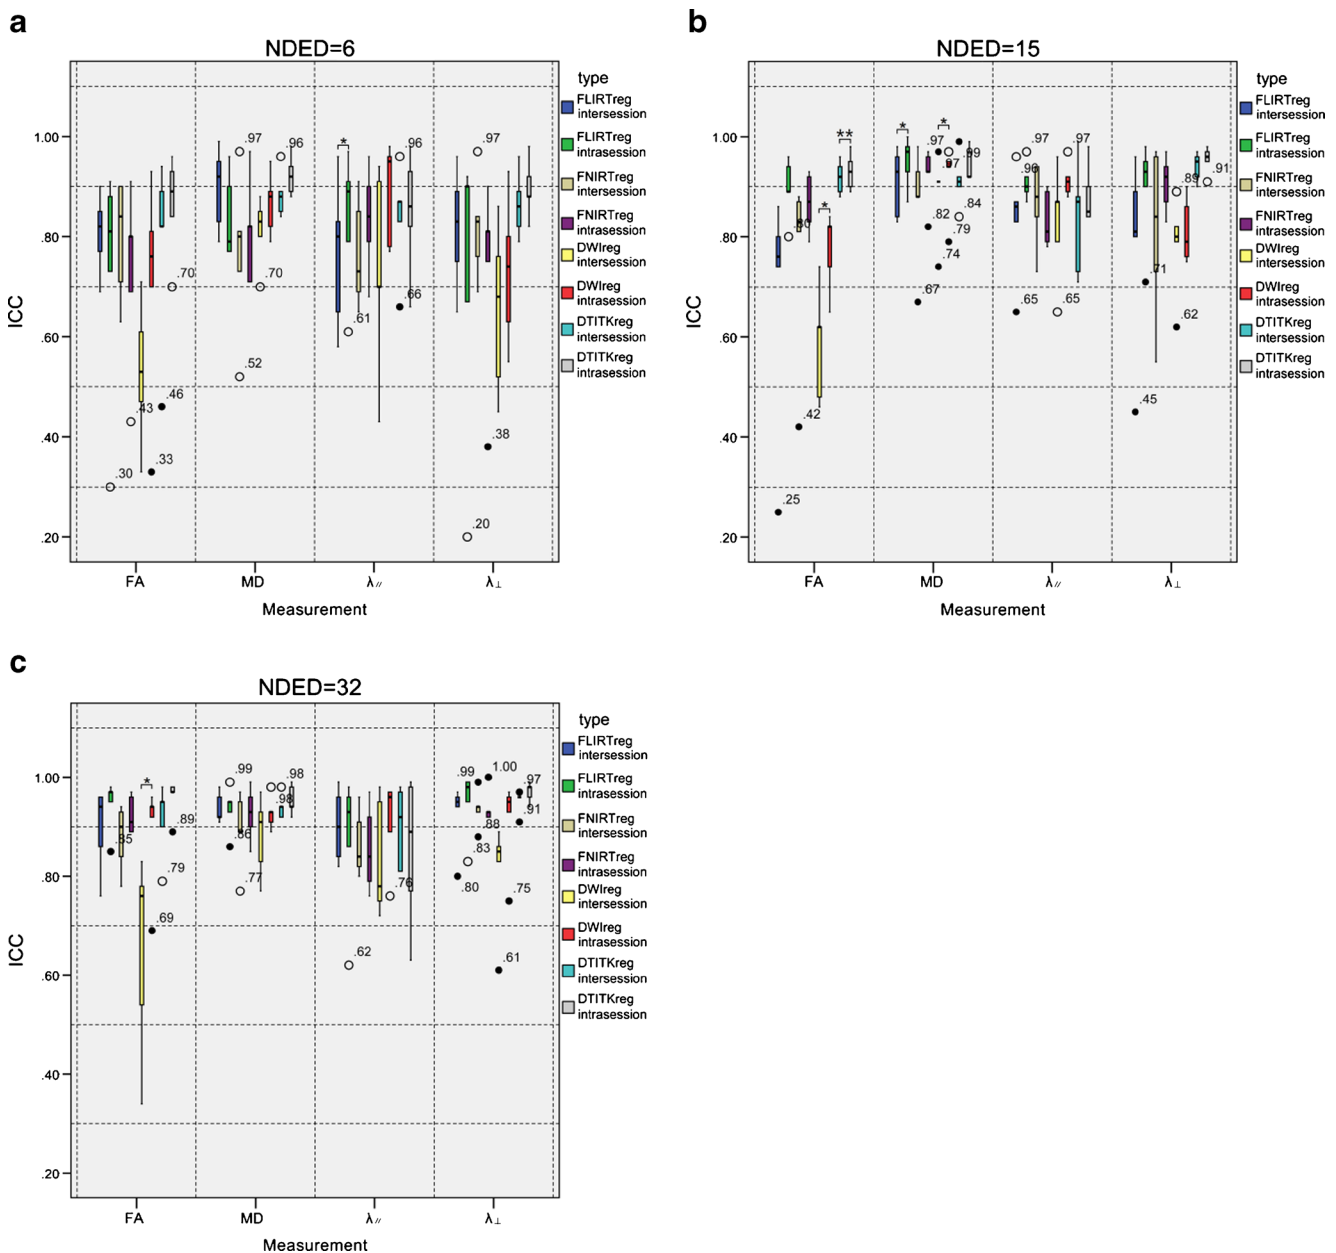 a
NDED=6
ICC
1.00
.80
.60
.40
.20
.97
.96
*
.96
.97
.70
.70
.61
.66
.52
.43
.46
.33
.30
.38
.20
FA
MD
λ//
λ⊥
Measurement
type
FLIRTreg
intersession
FLIRTreg
intrasession
FNIRTreg
intersession
FNIRTreg
intrasession
DWIreg
intersession
DWIreg
intrasession
DTITKreg
intersession
DTITKreg
intrasession
b
NDED=15
ICC
1.00
.80
.60
.40
.20
**
*
*
*
.97
.97
.99
.97
.96
.97
.89
.91
.80
.82
.84
.79
.74
.67
.65
.65
.71
.62
.42
.45
.25
FA
MD
λ//
λ⊥
Measurement
type
FLIRTreg
intersession
FLIRTreg
intrasession
FNIRTreg
intersession
FNIRTreg
intrasession
DWIreg
intersession
DWIreg
intrasession
DTITKreg
intersession
DTITKreg
intrasession
c
NDED=32
ICC
1.00
.80
.60
.40
.20
*
.99
.98
.98
.99
1.00
.97
.91
.85
.89
.86
.88
.83
.79
.77
.76
.80
.75
.69
.62
.61
FA
MD
λ//
λ⊥
Measurement
type
FLIRTreg
intersession
FLIRTreg
intrasession
FNIRTreg
intersession
FNIRTreg
intrasession
DWIreg
intersession
DWIreg
intrasession
DTITKreg
intersession
DTITKreg
intrasession